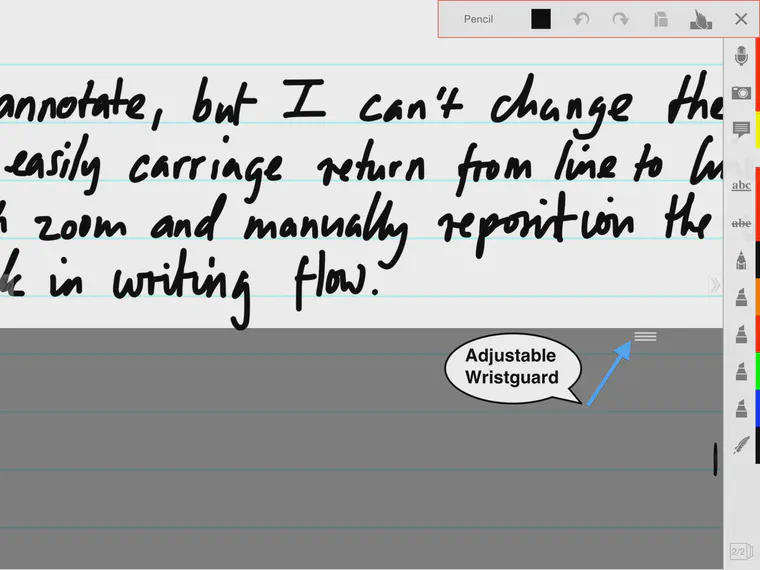 Pencil
annotate, but I can't change the
easily carriage return from line to
zoom and manually reposition the
in writing flow.
Adjustable
Wristguard
abc
abc
2/2